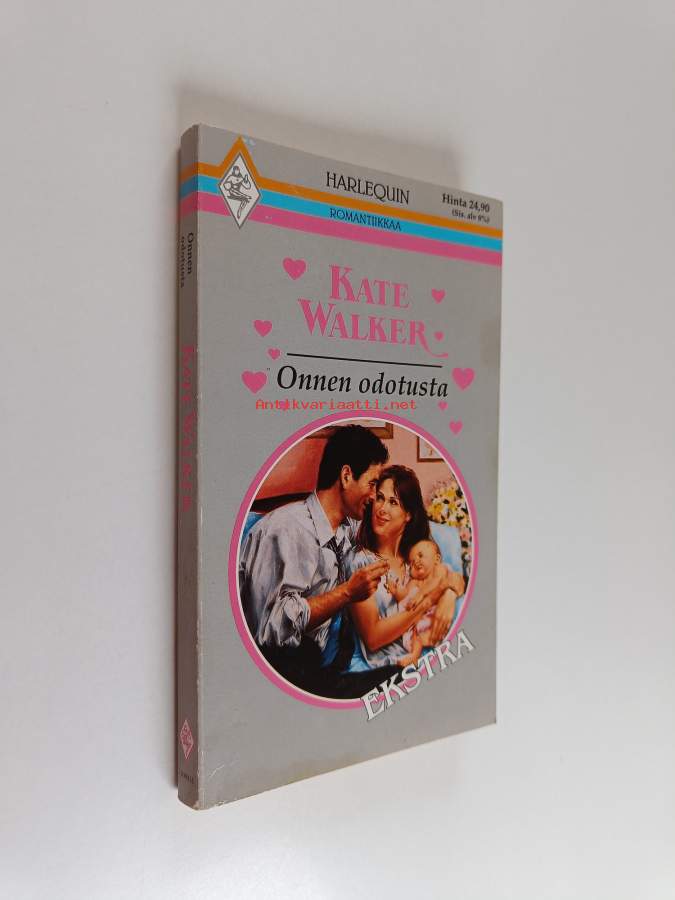 HARLEQUIN
Hinta 24,90
(Sis. alv 8%)
ROMANTIIKKAA
KATE
WALKER
Onnen odotusta
Antikvariaatti.net
EKSTRA
Onnen
odotusta
KATE WALKER